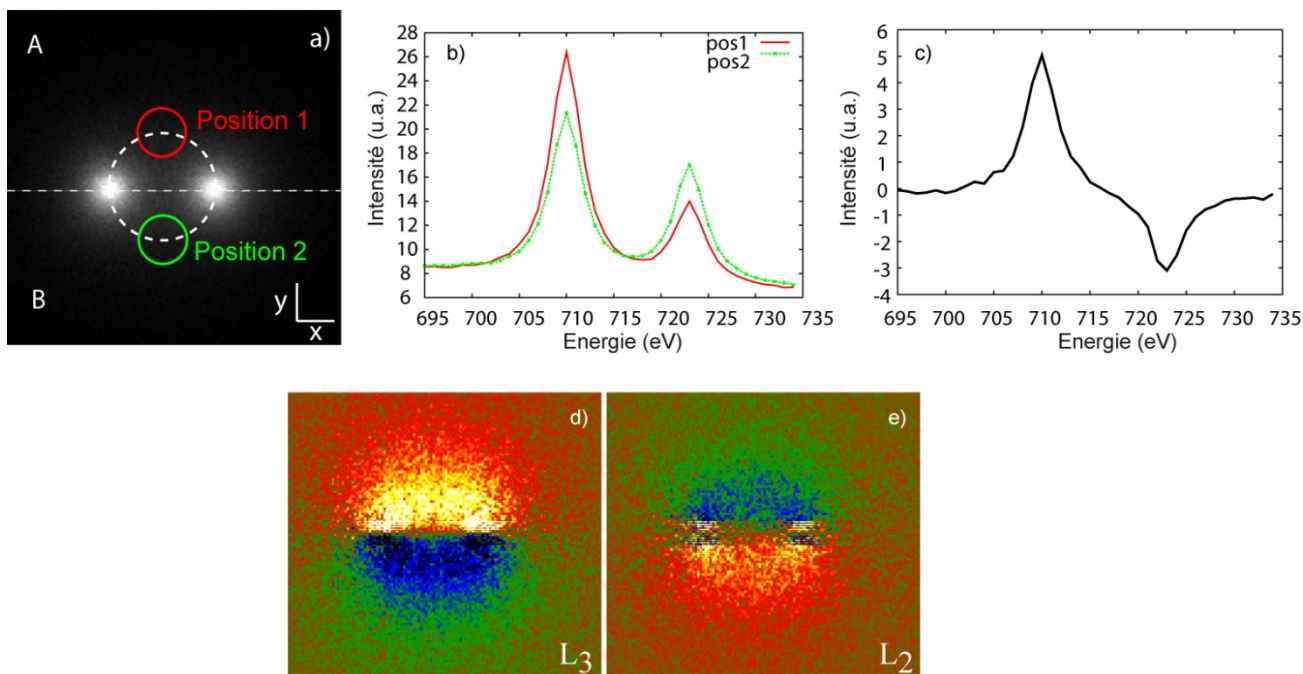 A
a)
Position 1
Position 2
B
y
x
b)
pos1
pos2
28
26
24
22
20
18
16
14
12
10
8
6
Intensité (u.a.)
695 700 705 710 715 720 725 730 735
Energie (eV)
c)
6
5
4
3
2
1
0
-1
-2
-3
-4
Intensité (u.a.)
695 700 705 710 715 720 725 730 735
Energie (eV)
d)
L3
e)
L2